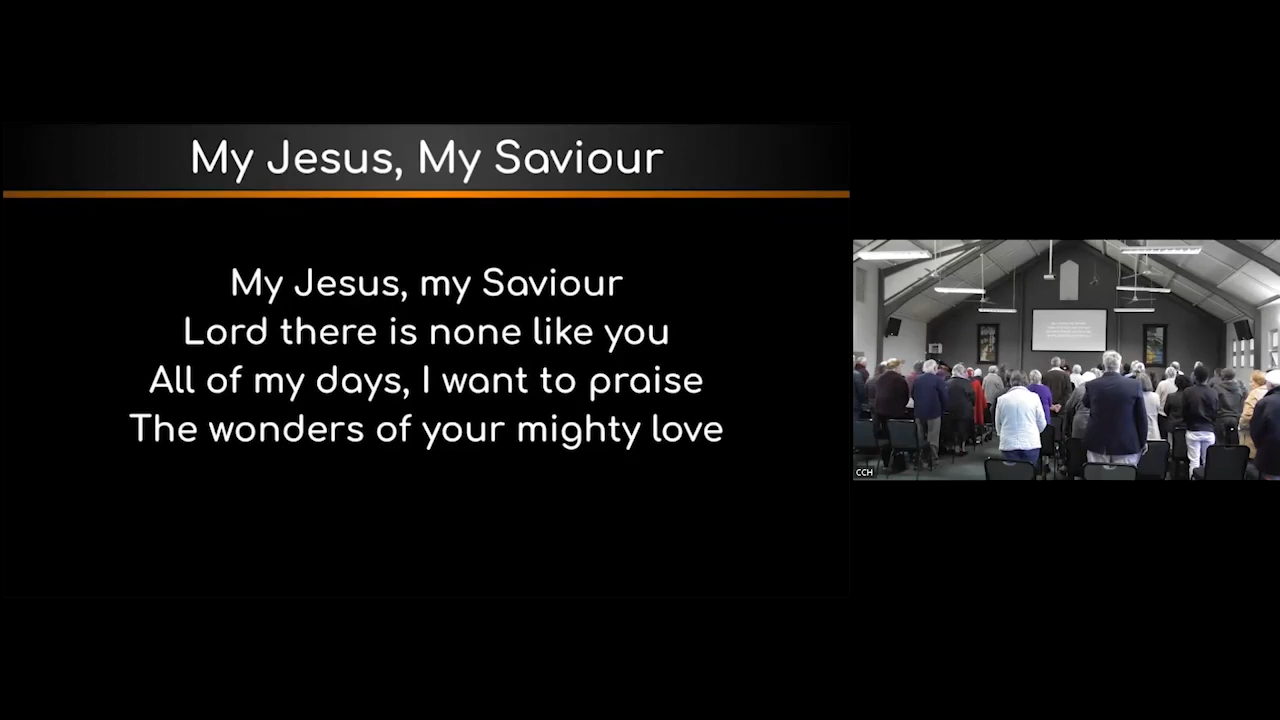 My Jesus, My Saviour
My Jesus, my Saviour
Lord there is none like you
All of my days, I want to praise
The wonders of your mighty love
CCH